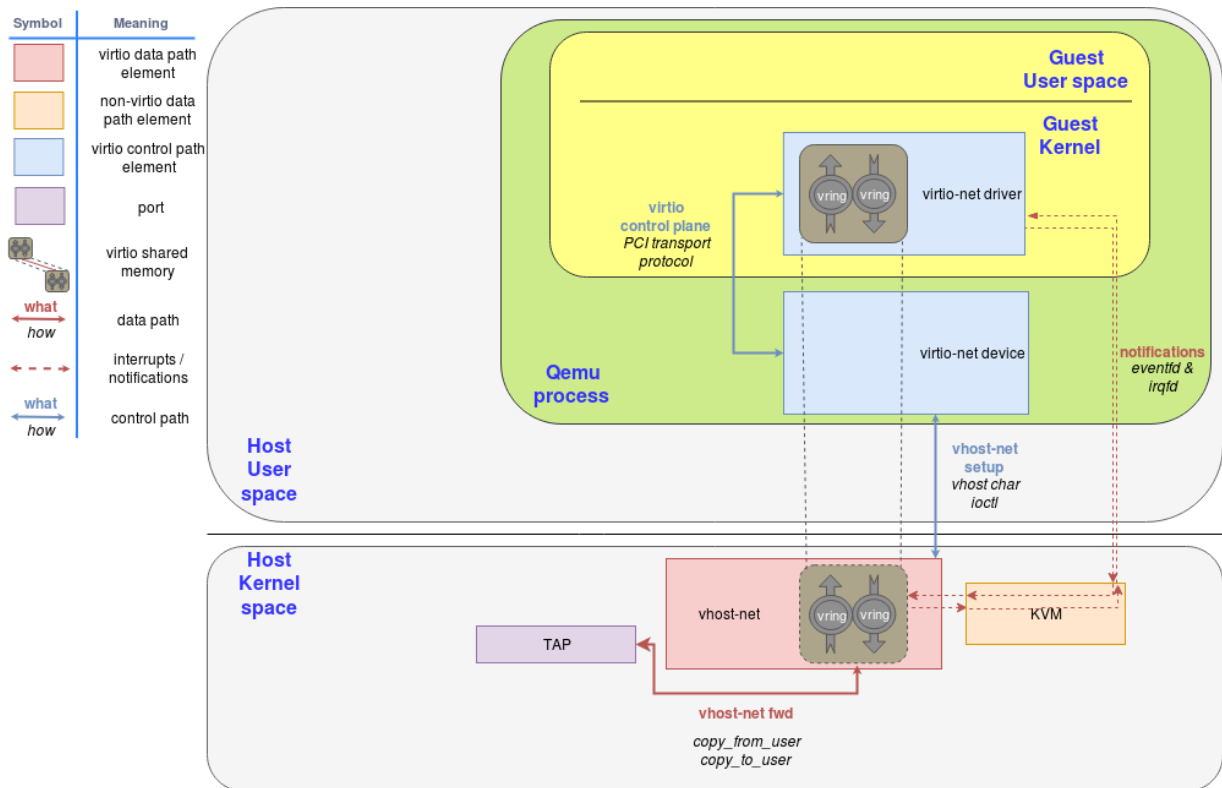 Symbol
Meaning
virtio data path
element
non-virtio data
path element
virtio control path
element
port
virtio shared
memory
what
how
data path
interrupts /
notifications
what
how
control path
Guest
User space
Guest
Kernel
vring
vring
virtio-net driver
virtio
control plane
PCI transport
protocol
virtio-net device
notifications
eventfd &
irqfd
Qemu
process
Host
User
space
vhost-net
setup
vhost char
ioctl
Host
Kernel
space
vhost-net
vring
vring
KVM
TAP
vhost-net fwd
copy_from_user
copy_to_user